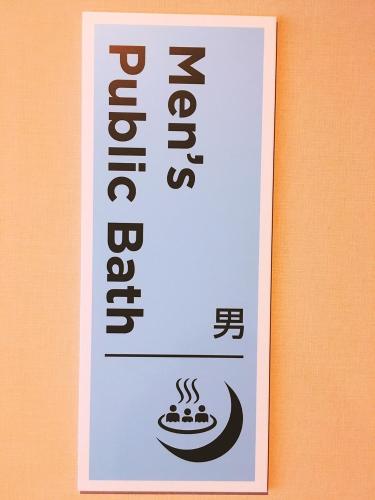 Men's
Public Bath
男